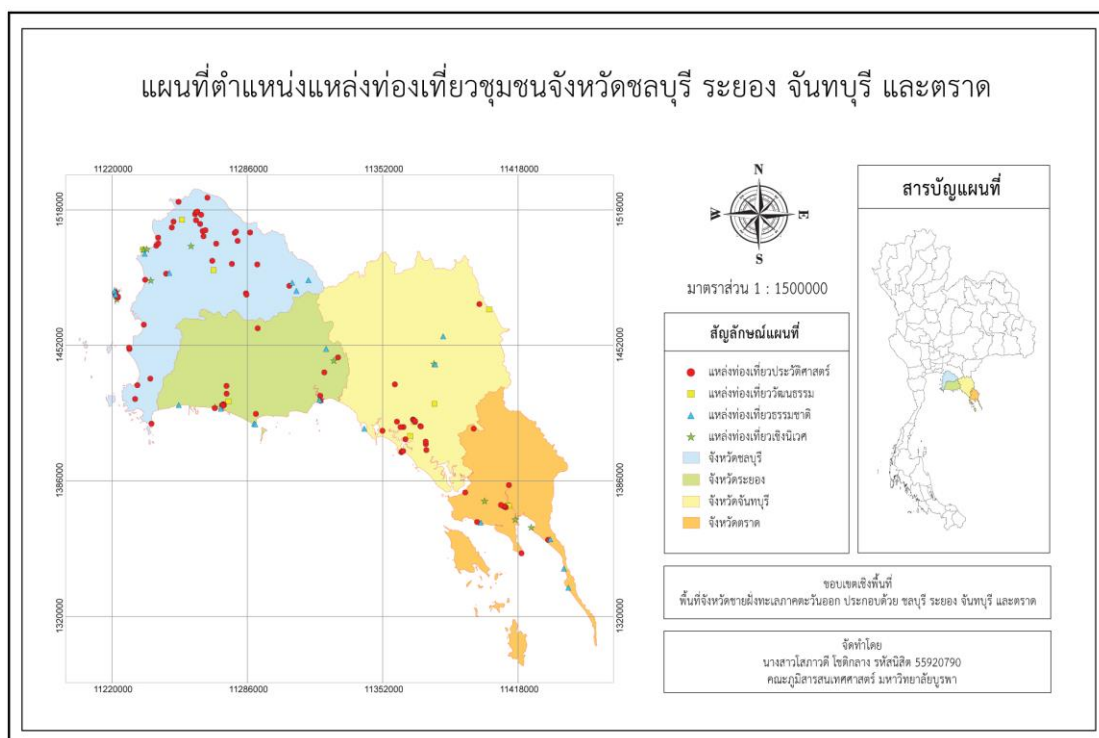 แผนที่ตำแหน่งแหล่งท่องเที่ยวชุมชนจังหวัดชลบุรี ระยอง จันทบุรี และตราด
11220000 11286000 11352000 11418000
1518000 1518000
1452000 1452000
1386000 1386000
1320000 1320000
11220000 11286000 11352000 11418000
N
W E
S
มาตราส่วน 1 : 1500000
สัญลักษณ์แผนที่
แหล่งท่องเที่ยวประวัติศาสตร์
แหล่งท่องเที่ยววัฒนธรรม
แหล่งท่องเที่ยวธรรมชาติ
แหล่งท่องเที่ยวเชิงนิเวศ
จังหวัดชลบุรี
จังหวัดระยอง
จังหวัดจันทบุรี
จังหวัดตราด
สารบัญแผนที่
ขอบเขตเชิงพื้นที่
พื้นที่จังหวัดชายฝั่งทะเลภาคตะวันออก ประกอบด้วย ชลบุรี ระยอง จันทบุรี และตราด
จัดทำโดย
นางสาวโสภาวดี โชติกลาง รหัสนิสิต 55920790
คณะภูมิสารสนเทศศาสตร์ มหาวิทยาลัยบูรพา